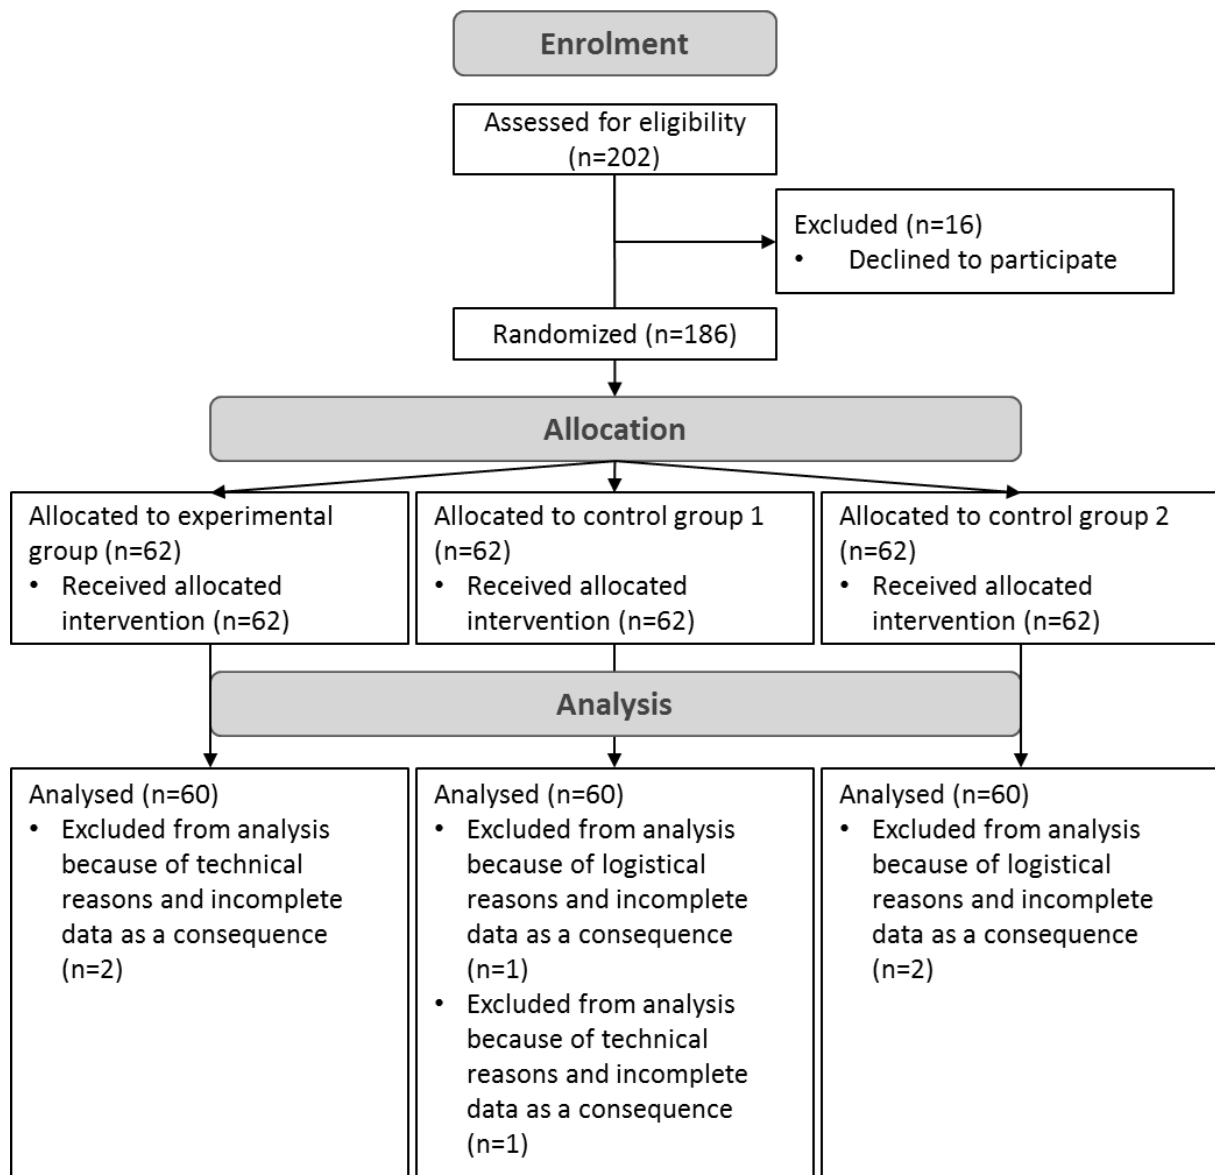 Enrolment
Assessed for eligibility
(n=202)
Excluded (n=16)
• Declined to participate
Randomized (n=186)
Allocation
Allocated to experimental
group (n=62)
• Received allocated
intervention (n=62)
Allocated to control group 1
(n=62)
• Received allocated
intervention (n=62)
Allocated to control group 2
(n=62)
• Received allocated
intervention (n=62)
Analysis
Analysed (n=60)
• Excluded from analysis
because of technical
reasons and incomplete
data as a consequence
(n=2)
Analysed (n=60)
• Excluded from analysis
because of logistical
reasons and incomplete
data as a consequence
(n=1)
• Excluded from analysis
because of technical
reasons and incomplete
data as a consequence
(n=1)
Analysed (n=60)
• Excluded from analysis
because of logistical
reasons and incomplete
data as a consequence
(n=2)